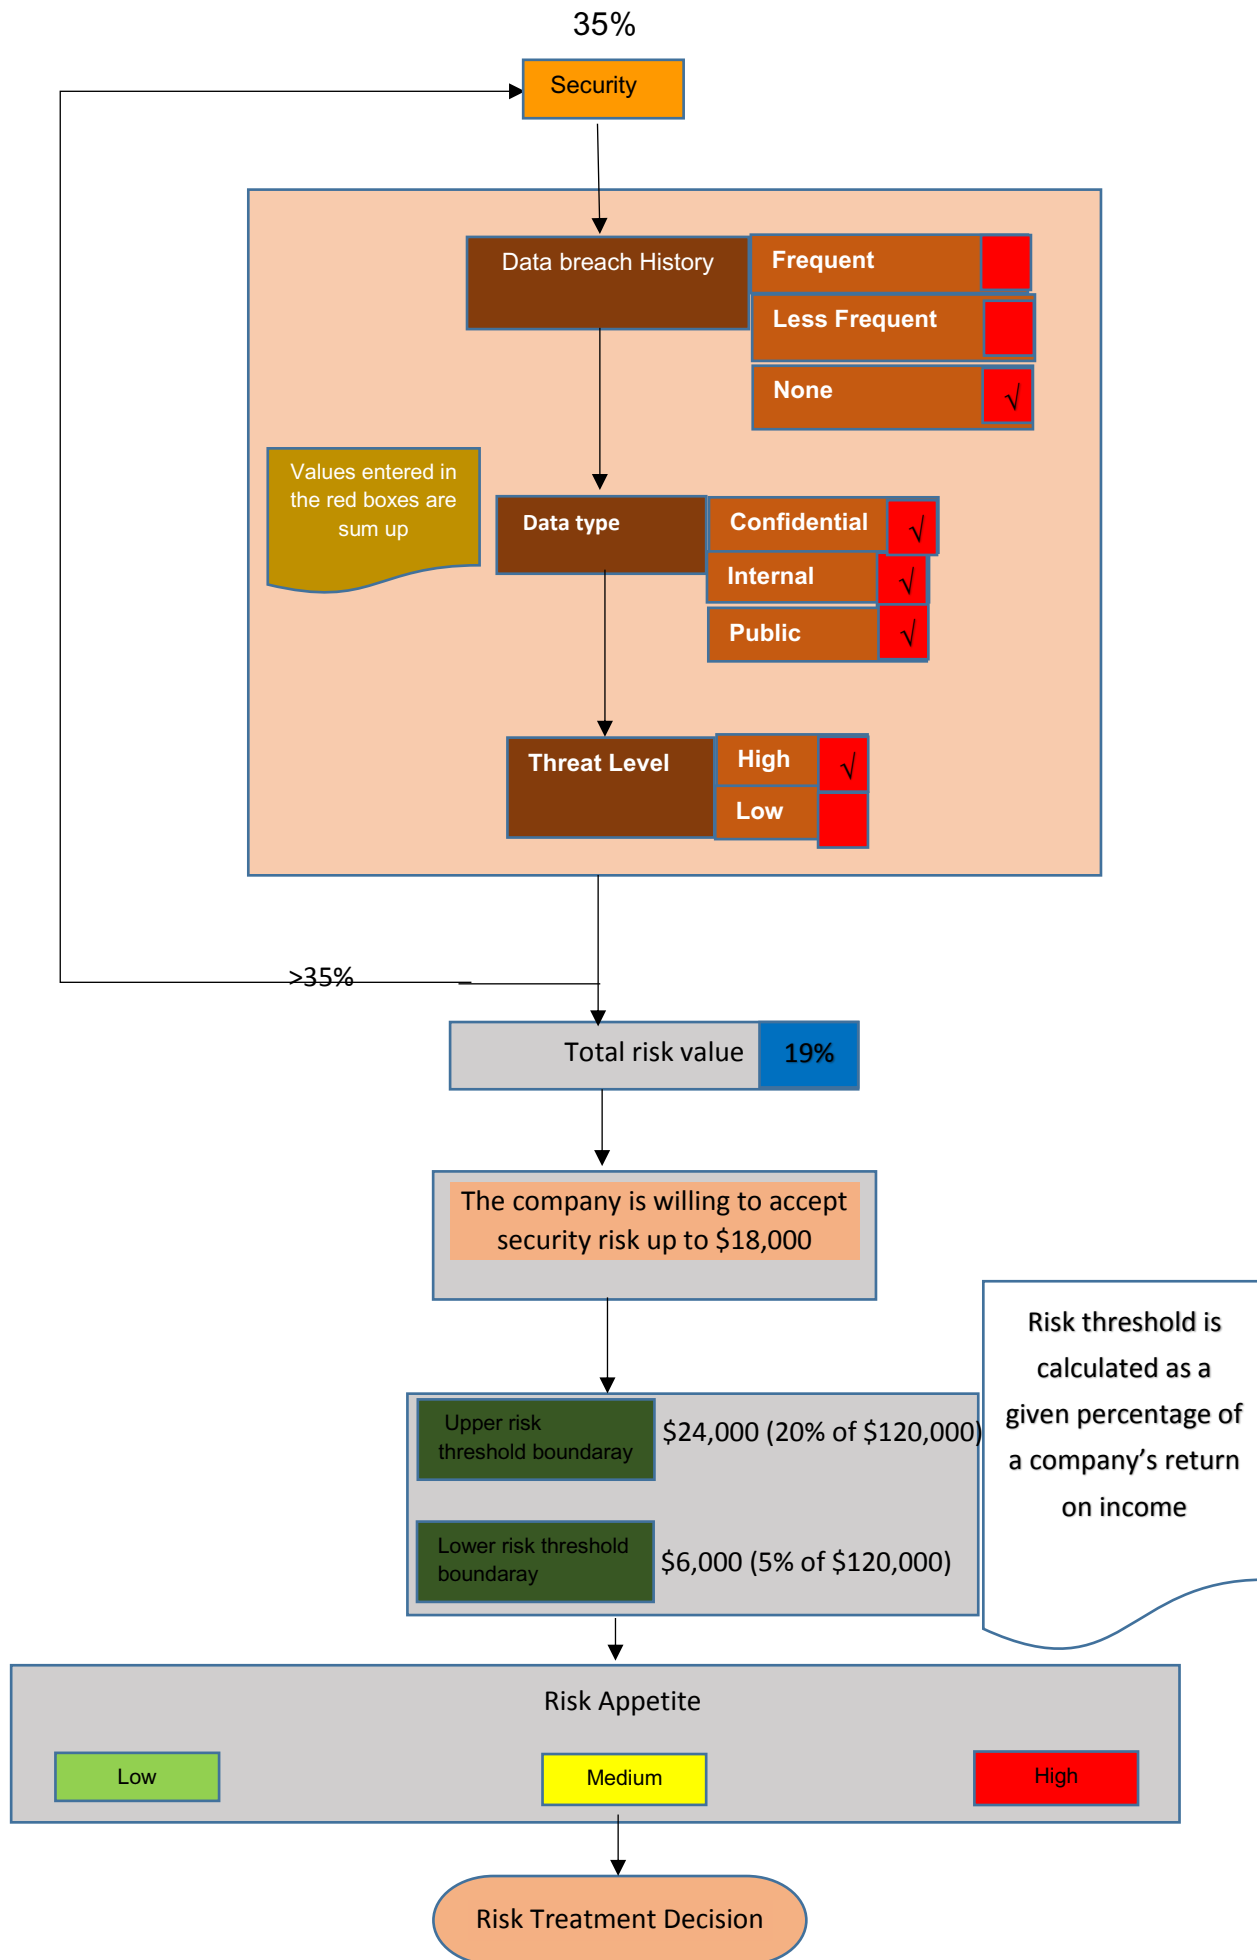 35%
Security
Data breach History
Frequent
Less Frequent
None
√
Values entered in
the red boxes are
sum up
Data type
Confidential
√
Internal
√
Public
√
Threat Level
High
√
Low
>35%
Total risk value
19%
The company is willing to accept
security risk up to $18,000
Risk threshold is
calculated as a
given percentage of
a company’s return
on income
Upper risk
threshold boundaray
$24,000 (20% of $120,000)
Lower risk threshold
boundaray
$6,000 (5% of $120,000)
Risk Appetite
Low
Medium
High
Risk Treatment Decision